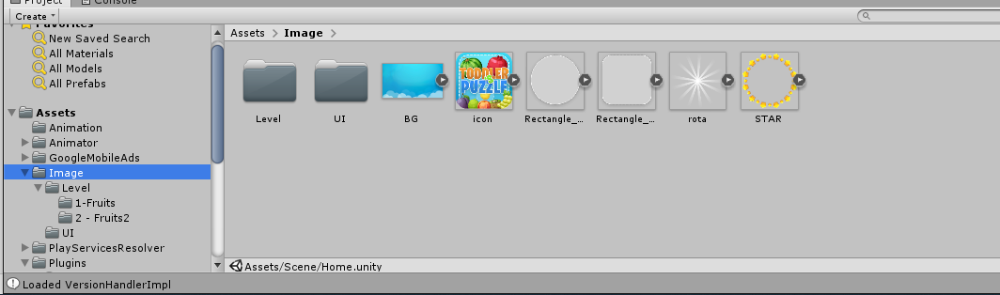 Project
Console
Create
Favorites
New Saved Search
All Materials
All Models
All Prefabs
Assets
Animation
Animator
GoogleMobileAds
Image
Level
1-Fruits
2 - Fruits2
UI
PlayServicesResolver
Plugins
Assets > Image >
Level
UI
BG
TODDLER
PUZZLE
icon
Rectangle_...
Rectangle_...
rota
STAR
Assets/Scene/Home.unity
Loaded VersionHandlerImpl